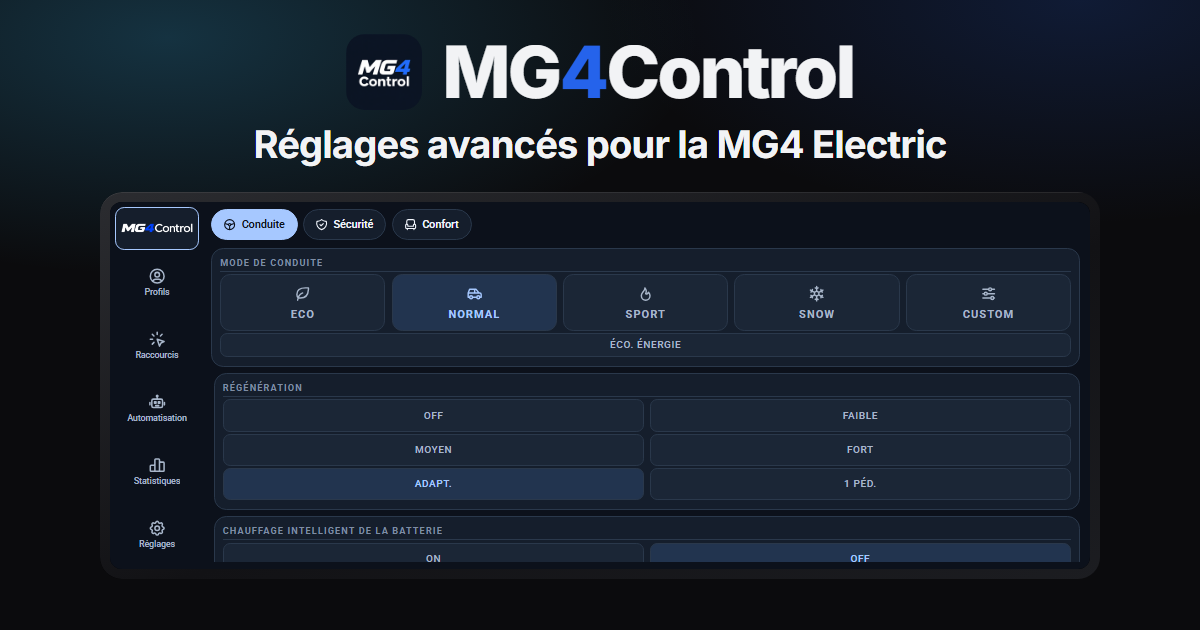 MG4
Control
MG4Control
Réglages avancés pour la MG4 Electric
MG4Control
Conduite
Sécurité
Confort
Profils
Raccourcis
Automatisation
Statistiques
Réglages
MODE DE CONDUITE
ECO
NORMAL
SPORT
SNOW
CUSTOM
ÉCO. ÉNERGIE
RÉGÉNÉRATION
OFF
FAIBLE
MOYEN
FORT
ADAPT.
1 PÉD.
CHAUFFAGE INTELLIGENT DE LA BATTERIE
ON
OFF